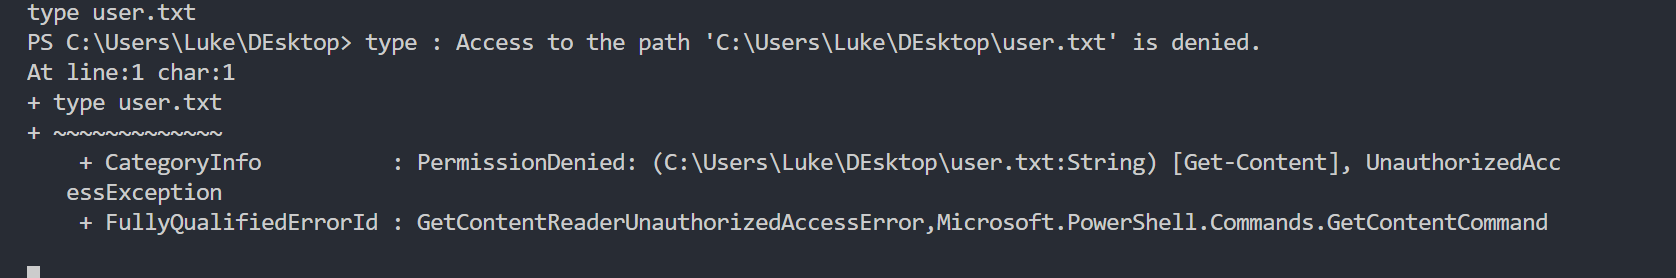 type user.txt
PS C:\Users\Luke\DEsktop> type : Access to the path 'C:\Users\Luke\DEsktop\user.txt' is denied.
At line:1 char:1
+ type user.txt
+ ~~~~~~~~~~~~~
    + CategoryInfo          : PermissionDenied: (C:\Users\Luke\DEsktop\user.txt:String) [Get-Content], UnauthorizedAcc
   essException
    + FullyQualifiedErrorId : GetContentReaderUnauthorizedAccessError,Microsoft.PowerShell.Commands.GetContentCommand